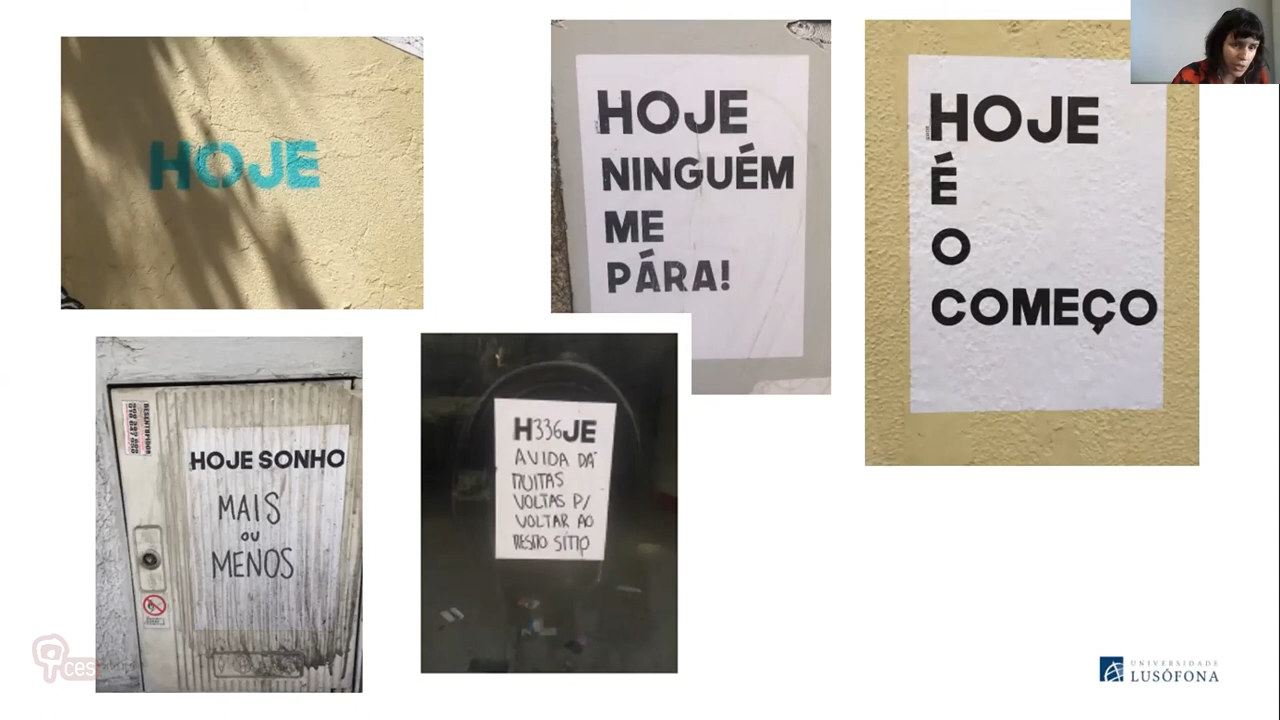 HOJE
HOJE
NINGUÉM
ME
PÁRA!
HOJE
É
O
COMEÇO
HOJE SONHO
MAIS
OU
MENOS
H336JE
A VIDA DÁ
MUITAS
VOLTAS P/
VOLTAR AO
MESMO SÍTIO
DESENTUPIDOR
ces
UNIVERSIDADE
LUSÓFONA